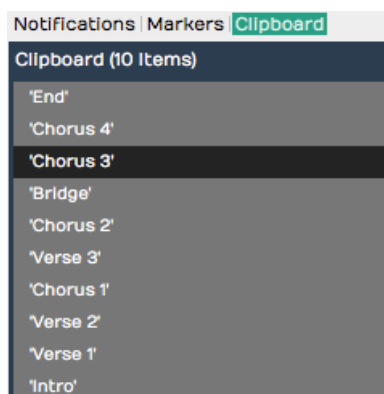 Notifications | Markers | Clipboard
Clipboard (10 Items)
'End'
'Chorus 4'
'Chorus 3'
'Bridge'
'Chorus 2'
'Verse 3'
'Chorus 1'
'Verse 2'
'Verse 1'
'Intro'